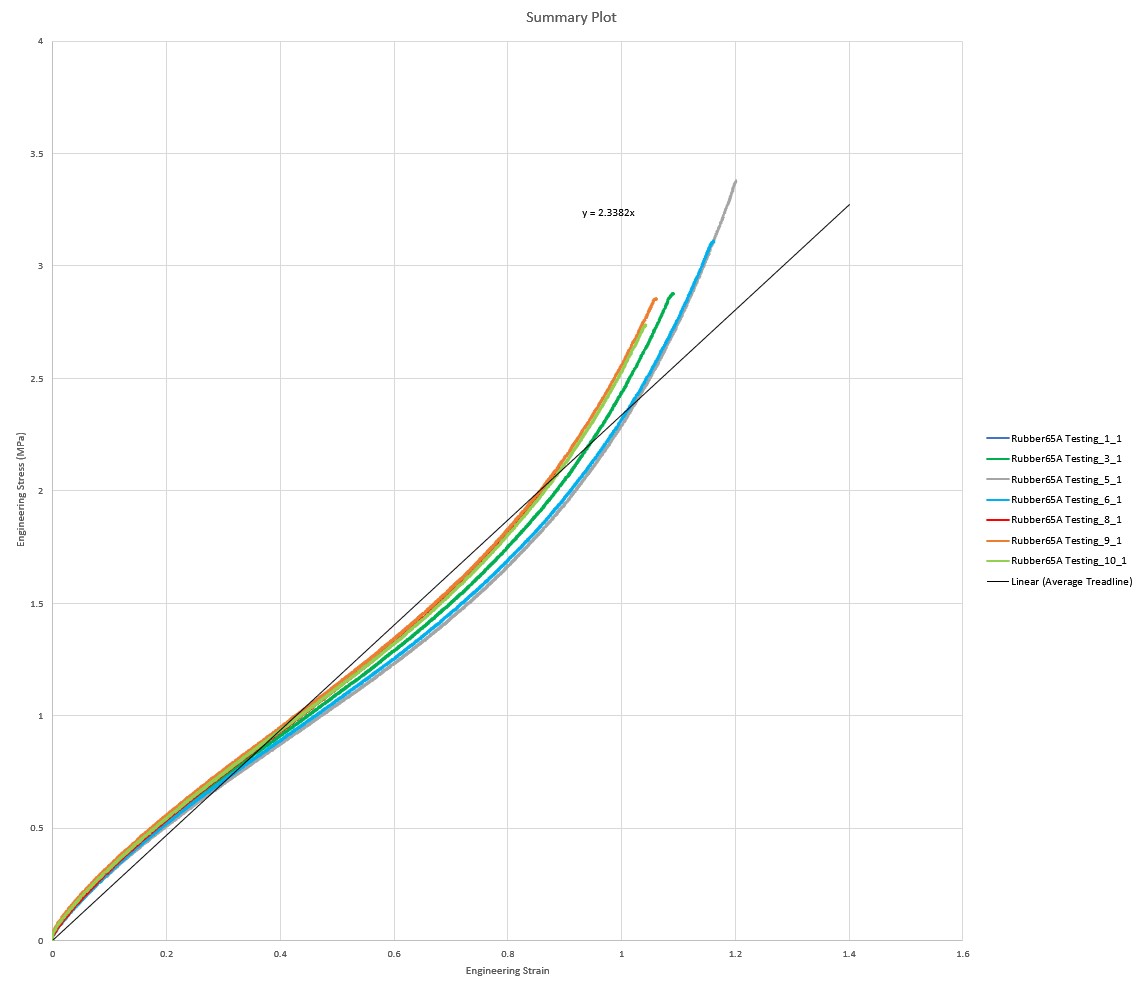 Summary Plot
4
3.5
3
2.5
2
1.5
1
0.5
0
Engineering Stress (MPa)
y = 2.3382x
0 0.2 0.4 0.6 0.8 1 1.2 1.4 1.6
Engineering Strain
Rubber65A Testing_1_1
Rubber65A Testing_3_1
Rubber65A Testing_5_1
Rubber65A Testing_6_1
Rubber65A Testing_8_1
Rubber65A Testing_9_1
Rubber65A Testing_10_1
Linear (Average Treadline)